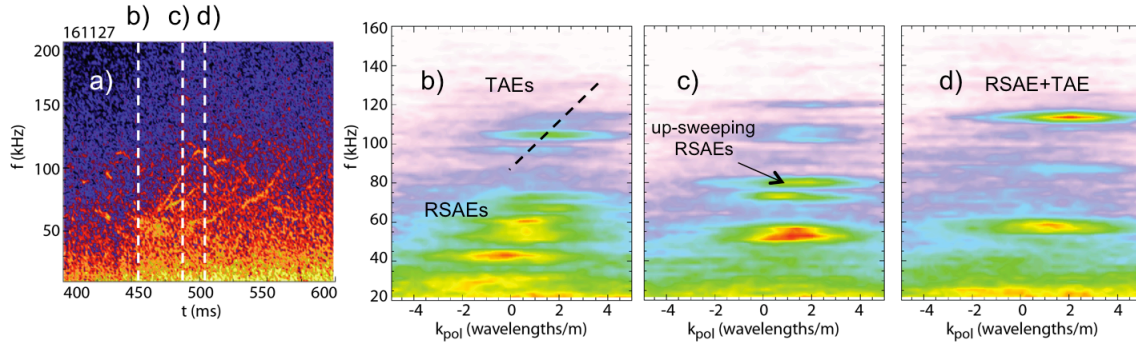 b) c) d)
161127
a)
200
150
100
50
f (kHz)
390 450 500 550 600
t (ms)
b)
TAEs
RSAEs
160
140
120
100
80
60
40
20
f (kHz)
-4 -2 0 2 4
k_pol (wavelengths/m)
c)
up-sweeping
RSAEs
-4 -2 0 2 4
k_pol (wavelengths/m)
d)
RSAE+TAE
-4 -2 0 2 4
k_pol (wavelengths/m)